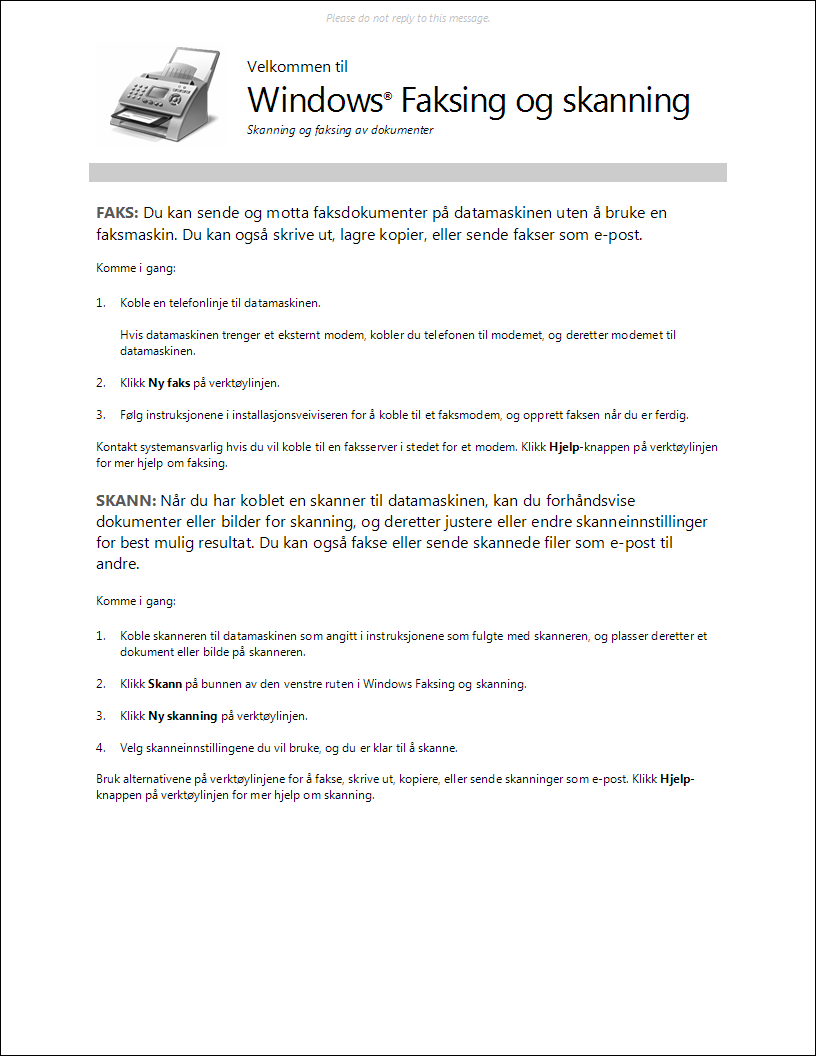 Please do not reply to this message.
Velkommen til
Windows® Faksing og skanning
Skanning og faksing av dokumenter
FAKS: Du kan sende og motta faksdokumenter på datamaskinen uten å bruke en
faksmaskin. Du kan også skrive ut, lagre kopier, eller sende fakser som e-post.
Komme i gang:
1. Koble en telefonlinje til datamaskinen.
Hvis datamaskinen trenger et eksternt modem, kobler du telefonen til modemet, og deretter modemet til
datamaskinen.
2. Klikk Ny faks på verktøylinjen.
3. Følg instruksjonene i installasjonsveiviseren for å koble til et faksmodem, og opprett faksen når du er ferdig.
Kontakt systemansvarlig hvis du vil koble til en faksserver i stedet for et modem. Klikk Hjelp-knappen på verktøylinjen
for mer hjelp om faksing.
SKANN: Når du har koblet en skanner til datamaskinen, kan du forhåndsvise
dokumenter eller bilder for skanning, og deretter justere eller endre skanneinnstillinger
for best mulig resultat. Du kan også fakse eller sende skannede filer som e-post til
andre.
Komme i gang:
1. Koble skanneren til datamaskinen som angitt i instruksjonene som fulgte med skanneren, og plasser deretter et
dokument eller bilde på skanneren.
2. Klikk Skann på bunnen av den venstre ruten i Windows Faksing og skanning.
3. Klikk Ny skanning på verktøylinjen.
4. Velg skanneinnstillingene du vil bruke, og du er klar til å skanne.
Bruk alternativene på verktøylinjene for å fakse, skrive ut, kopiere, eller sende skanninger som e-post. Klikk Hjelp-
knappen på verktøylinjen for mer hjelp om skanning.